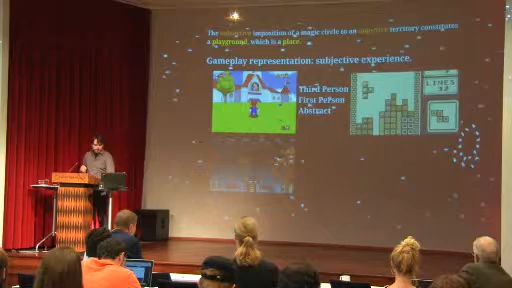 The subjective imposition of a magic circle to an objective territory constitutes
a playground, which is a place.
Gameplay representation: subjective experience.
Third Person
First Person
Abstract
LINES